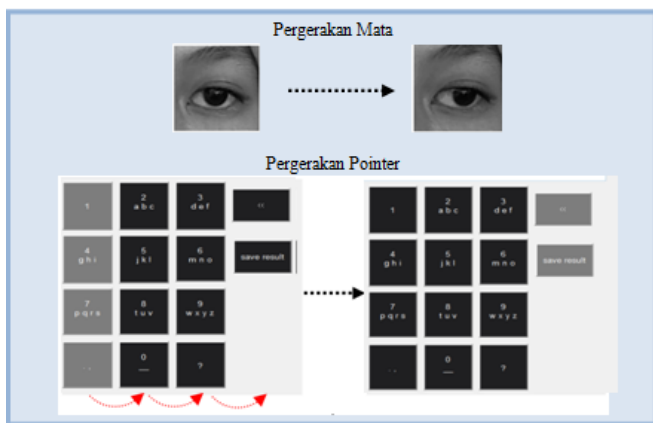 Pergerakan Mata
Pergerakan Pointer
1
2
abc
3
def
<<
4
ghi
5
jkl
6
mno
save result
7
pqrs
8
tuv
9
wxyz
.,
0
__
?
1
2
abc
3
def
<<
4
ghi
5
jkl
6
mno
save result
7
pqrs
8
tuv
9
wxyz
.,
0
__
?